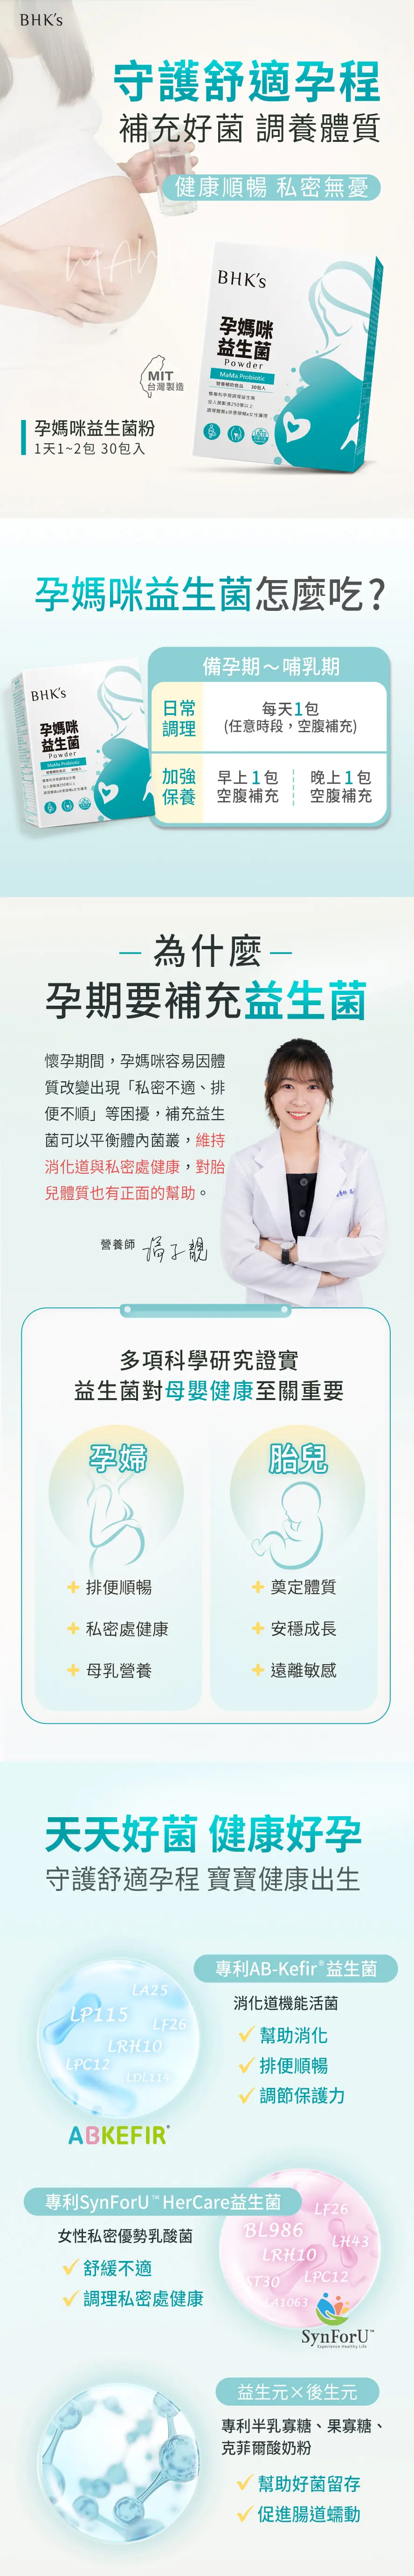 BHK's
守護舒適孕程
補充好菌 調養體質
健康順暢 私密無憂
BHK's
孕媽咪
益生菌
Powder
MaMa Probiotic
營養補助食品 30包入
MIT
台灣製造
孕媽咪益生菌粉
1天1~2包 30包入
孕媽咪益生菌怎麼吃?
BHK's
孕媽咪
益生菌
Powder
MaMa Probiotic
備孕期～哺乳期
日常
調理
每天1包
(任意時段，空腹補充)
加強
保養
早上1包
空腹補充
晚上1包
空腹補充
為什麼
孕期要補充益生菌
懷孕期間，孕媽咪容易因體
質改變出現「私密不適、排
便不順」等困擾，補充益生
菌可以平衡體內菌叢，維持
消化道與私密處健康，對胎
兒體質也有正面的幫助。
營養師
多項科學研究證實
益生菌對母嬰健康至關重要
孕婦
排便順暢
私密處健康
母乳營養
胎兒
奠定體質
安穩成長
遠離敏感
天天好菌 健康好孕
守護舒適孕程 寶寶健康出生
LA25
LP115
LF26
LRH10
LPC12
LDL114
ABKEFIR®
專利AB-Kefir®益生菌
消化道機能活菌
幫助消化
排便順暢
調節保護力
專利SynForU™HerCare益生菌
女性私密優勢乳酸菌
舒緩不適
調理私密處健康
LF26
BL986
LH43
LRH10
ST30
LPC12
LA1063
SynForU™
Experience Healthy Life
益生元×後生元
專利半乳寡糖、果寡糖、
克菲爾酸奶粉
幫助好菌留存
促進腸道蠕動